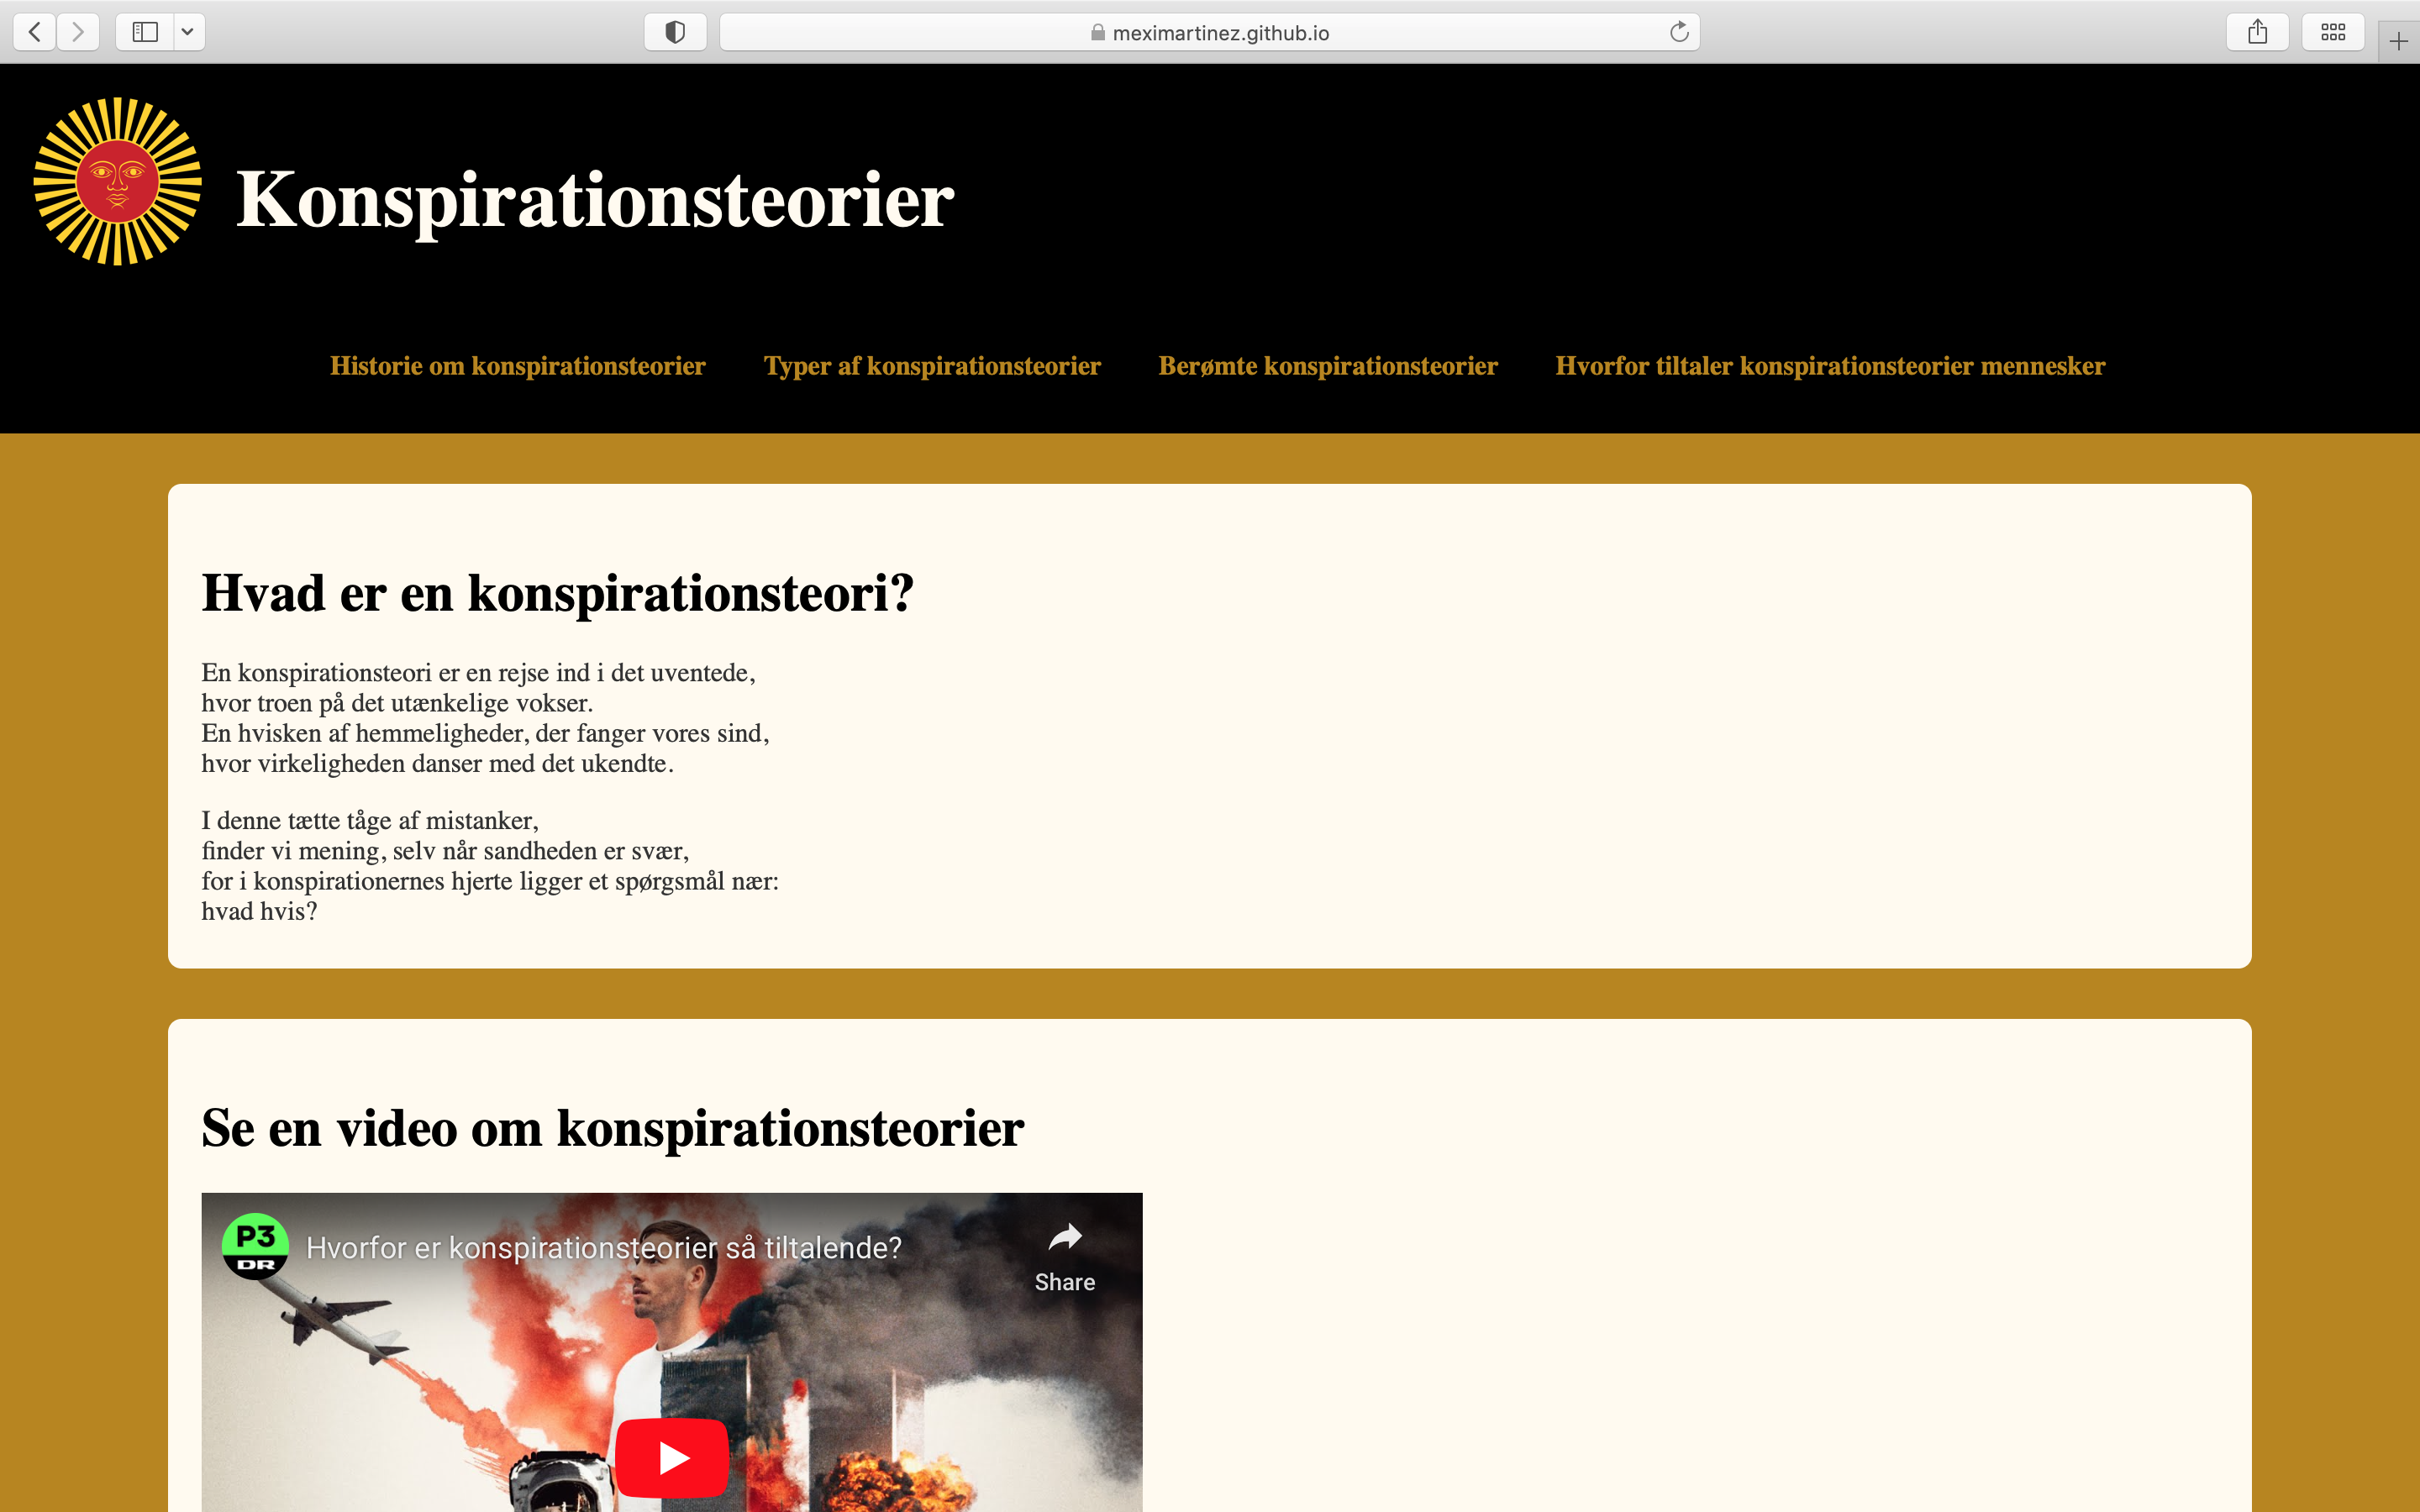 meximartinez.github.io
Konspirationsteorier
Historie om konspirationsteorier
Typer af konspirationsteorier
Berømte konspirationsteorier
Hvorfor tiltaler konspirationsteorier mennesker
Hvad er en konspirationsteori?
En konspirationsteori er en rejse ind i det uventede,
hvor troen på det utænkelige vokser.
En hvisken af hemmeligheder, der fanger vores sind,
hvor virkeligheden danser med det ukendte.
I denne tætte tåge af mistanker,
finder vi mening, selv når sandheden er svær,
for i konspirationernes hjerte ligger et spørgsmål nær:
hvad hvis?
Se en video om konspirationsteorier
P3
DR
Hvorfor er konspirationsteorier så tiltalende?
Share